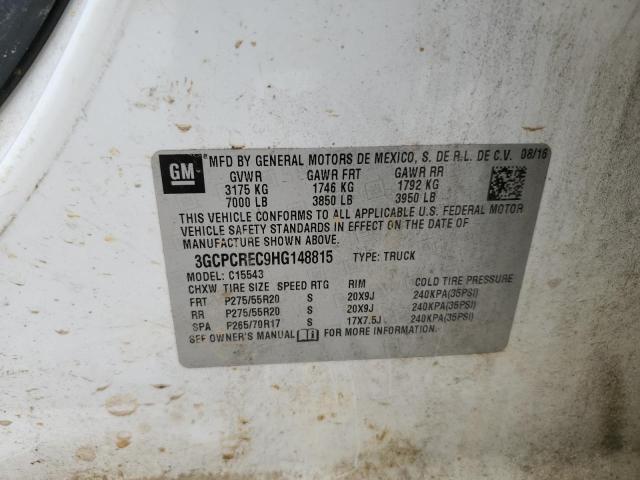 GM ® MFD BY GENERAL MOTORS DE MEXICO, S. DE R.L. DE C.V. 08/16
GVWR GAWR FRT GAWR RR
3175 KG 1746 KG 1792 KG
7000 LB 3850 LB 3950 LB
THIS VEHICLE CONFORMS TO ALL APPLICABLE U.S. FEDERAL MOTOR
VEHICLE SAFETY STANDARDS IN EFFECT ON THE DATE OF
MANUFACTURE SHOWN ABOVE.
3GCPCREC9HG148815 TYPE: TRUCK
MODEL: C15543
CHXW TIRE SIZE SPEED RTG RIM COLD TIRE PRESSURE
FRT P275/55R20 S 20X9J 240KPA(35PSI)
RR P275/55R20 S 20X9J 240KPA(35PSI)
SPA P265/70R17 S 17X7.5J 240KPA(35PSI)
SEE OWNER'S MANUAL FOR MORE INFORMATION.